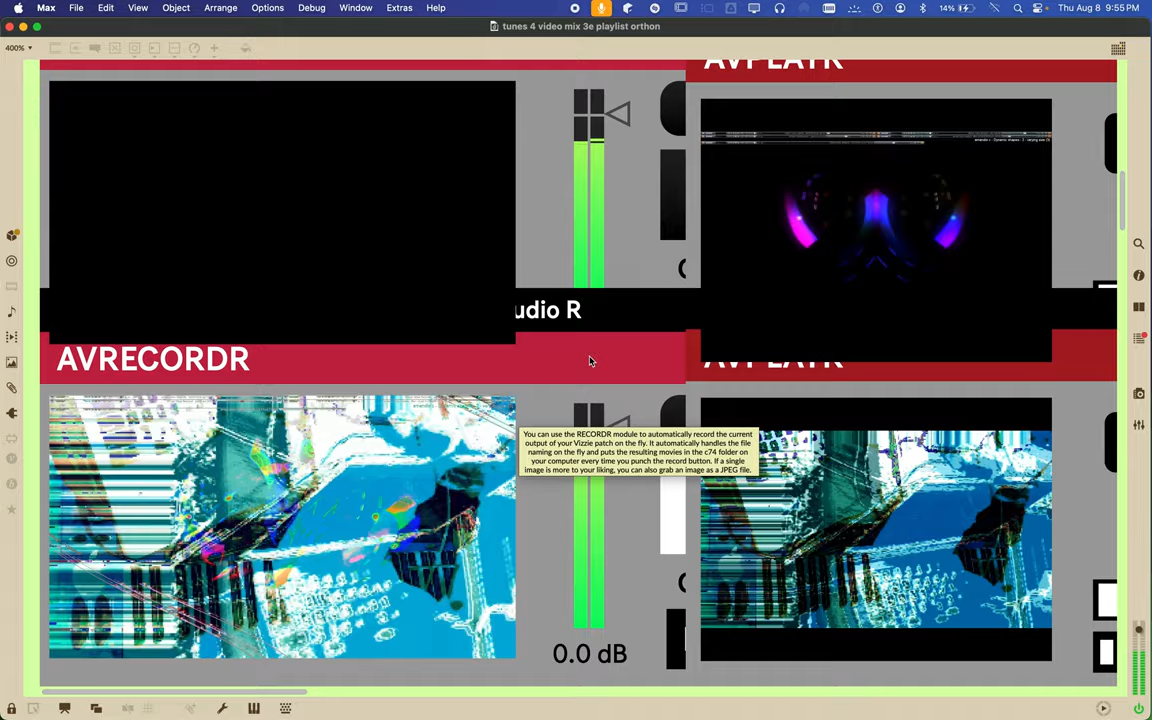 Max File Edit View Object Arrange Options Debug Window Extras Help
14% Thu Aug 8 9:55 PM
tunes 4 video mix 3e playlist orthon
400%
AVPLAYR
udio R
AVRECORDR
AVPLAYR
You can use the RECORDR module to automatically record the current
output of your Vizzie patch on the fly. It automatically handles the file
naming on the fly and puts the resulting movies in the c74 folder on
your computer every time you punch the record button. If a single
image is more to your liking, you can also grab an image as a JPEG file.
0.0 dB